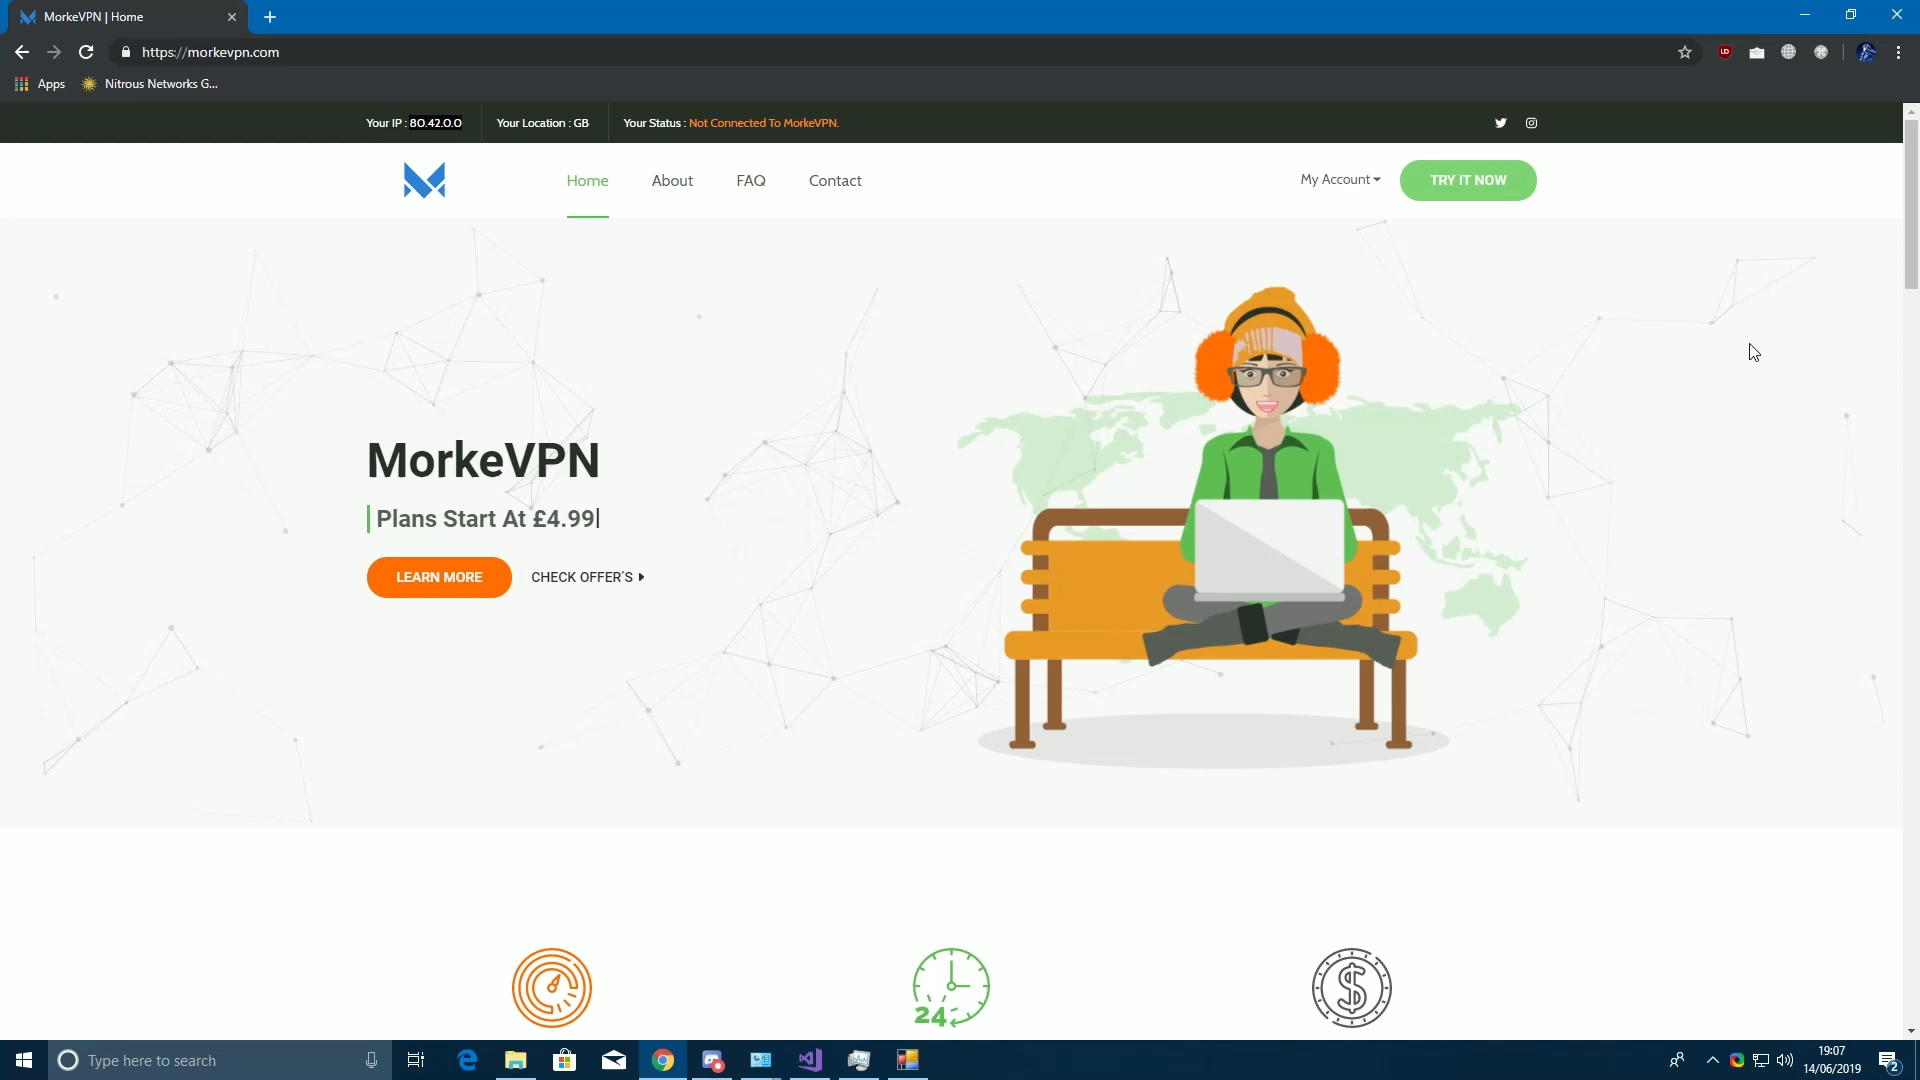 MorkeVPN | Home
https://morkevpn.com
Apps
Nitrous Networks G...
Your IP : 80.42.0.0
Your Location : GB
Your Status : Not Connected To MorkeVPN.
Home
About
FAQ
Contact
My Account
TRY IT NOW
MorkeVPN
Plans Start At £4.99
LEARN MORE
CHECK OFFER'S
24
Type here to search
19:07
14/06/2019
2